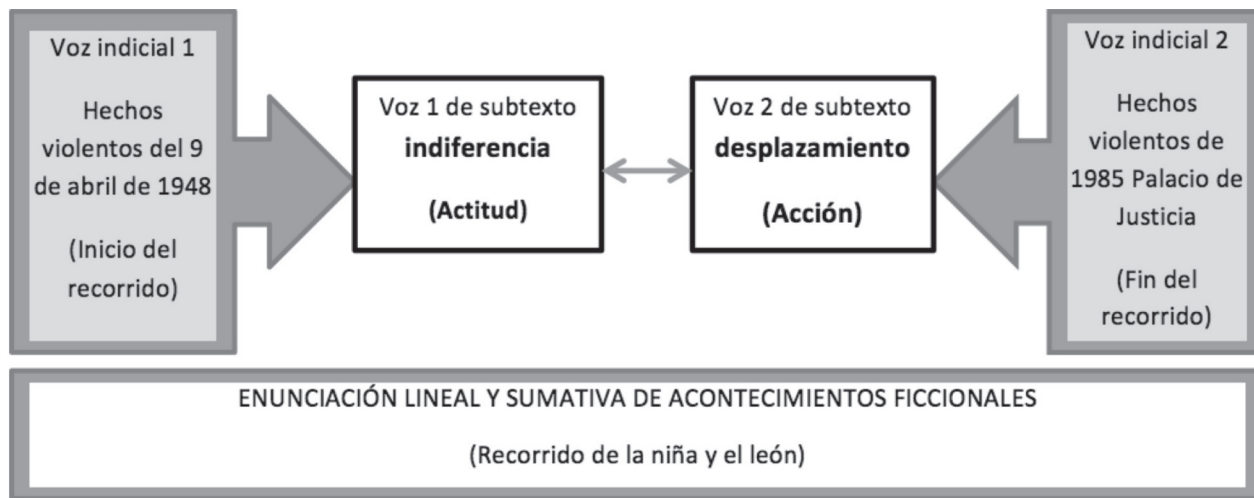 Voz indicial 1
Hechos
violentos del 9
de abril de 1948
(Inicio del
recorrido)
Voz 1 de subtexto
indiferencia
(Actitud)
Voz 2 de subtexto
desplazamiento
(Acción)
Voz indicial 2
Hechos
violentos de
1985 Palacio de
Justicia
(Fin del
recorrido)
ENUNCIACIÓN LINEAL Y SUMATIVA DE ACONTECIMIENTOS FICCIONALES
(Recorrido de la niña y el león)